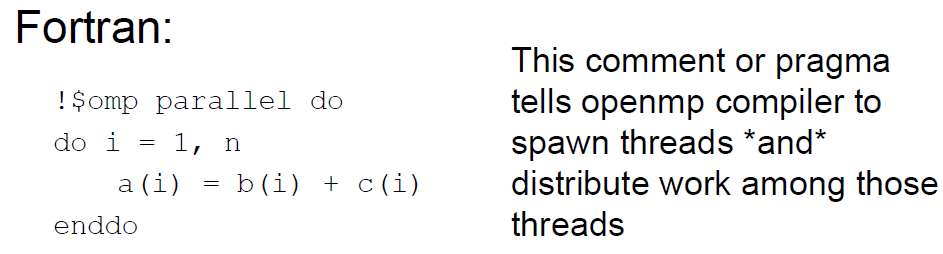 Fortran:
!$omp parallel do
do i = 1, n
a(i) = b(i) + c(i)
enddo
This comment or pragma
tells openmp compiler to
spawn threads *and*
distribute work among those
threads